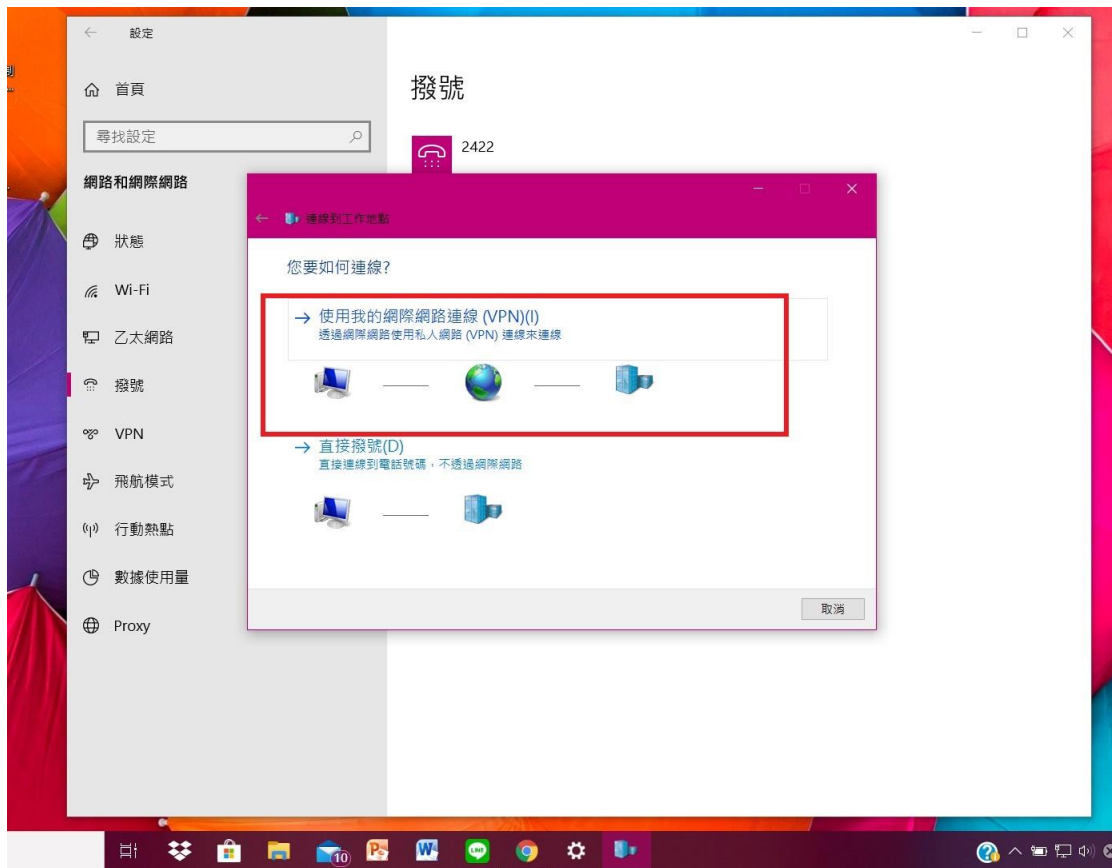 設定
首頁
尋找設定
網路和網際網路
狀態
Wi-Fi
乙太網路
撥號
VPN
飛航模式
行動熱點
數據使用量
Proxy
撥號
2422
連線到工作地點
您要如何連線?
使用我的網際網路連線 (VPN)(I)
透過網際網路使用私人網路 (VPN) 連線來連線
直接撥號(D)
直接連線到電話號碼，不透過網際網路
取消
10
LINE